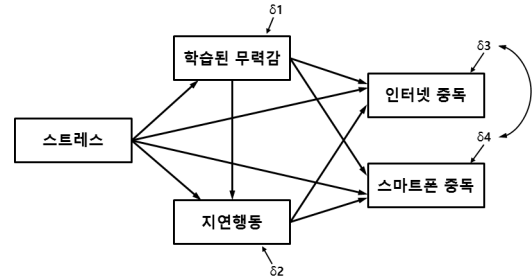 δ1
학습된 무력감
δ3
인터넷 중독
스트레스
δ4
스마트폰 중독
지연행동
δ2